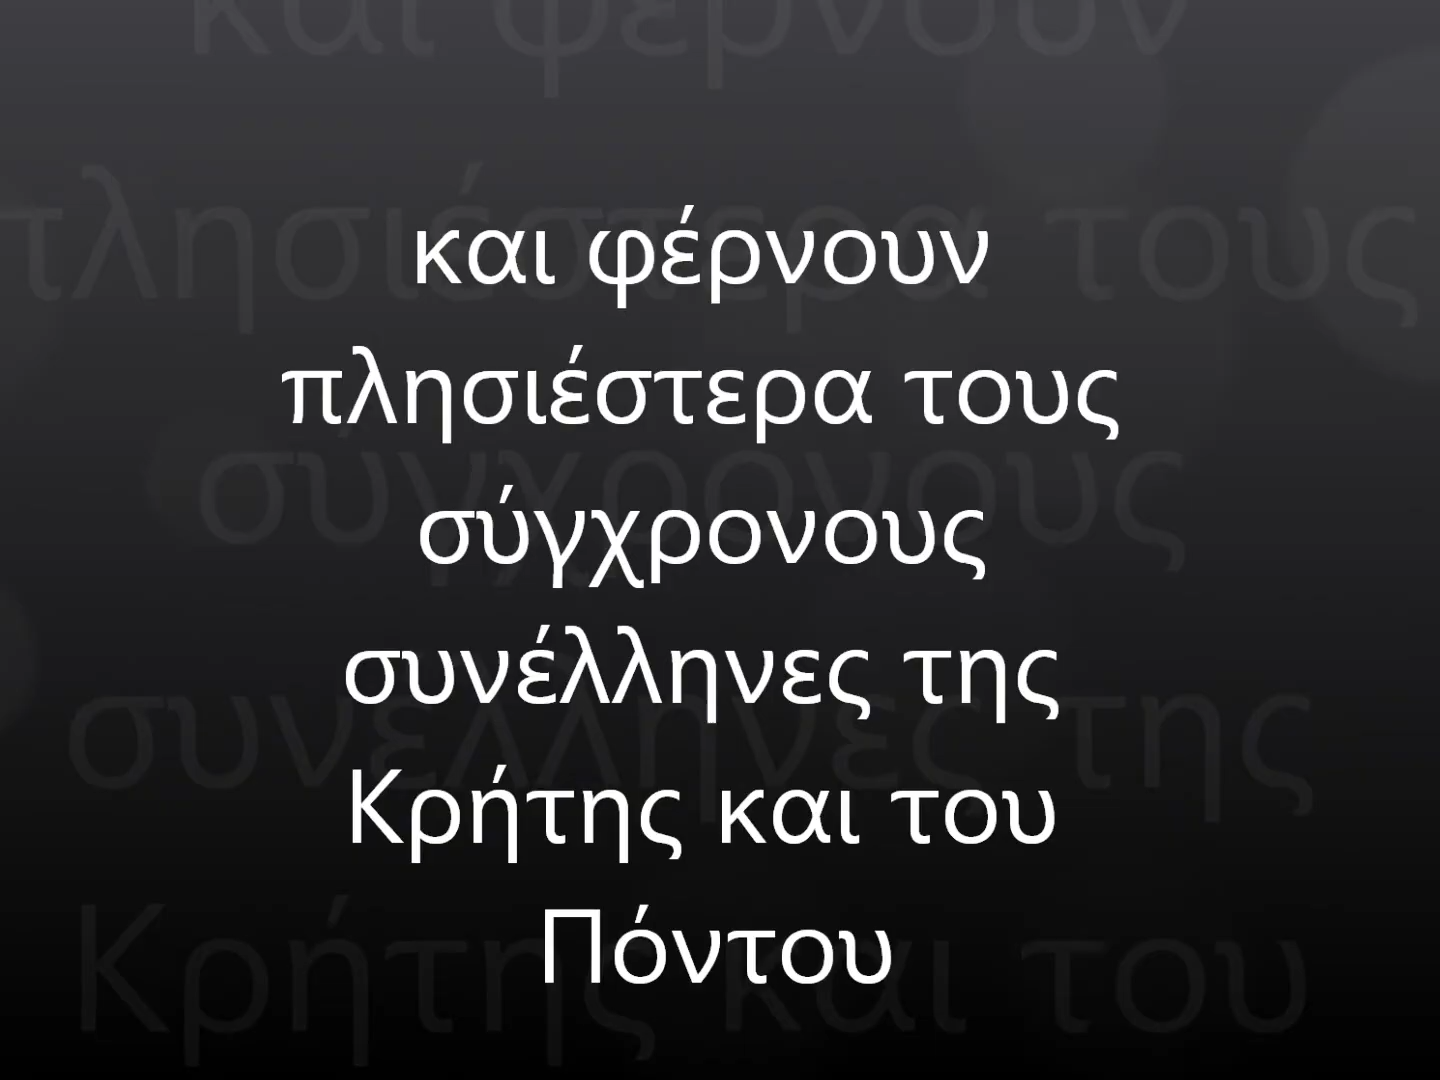 και φέρνουν
πλησιέστερα τους
σύγχρονους
συνέλληνες της
Κρήτης και του
Πόντου